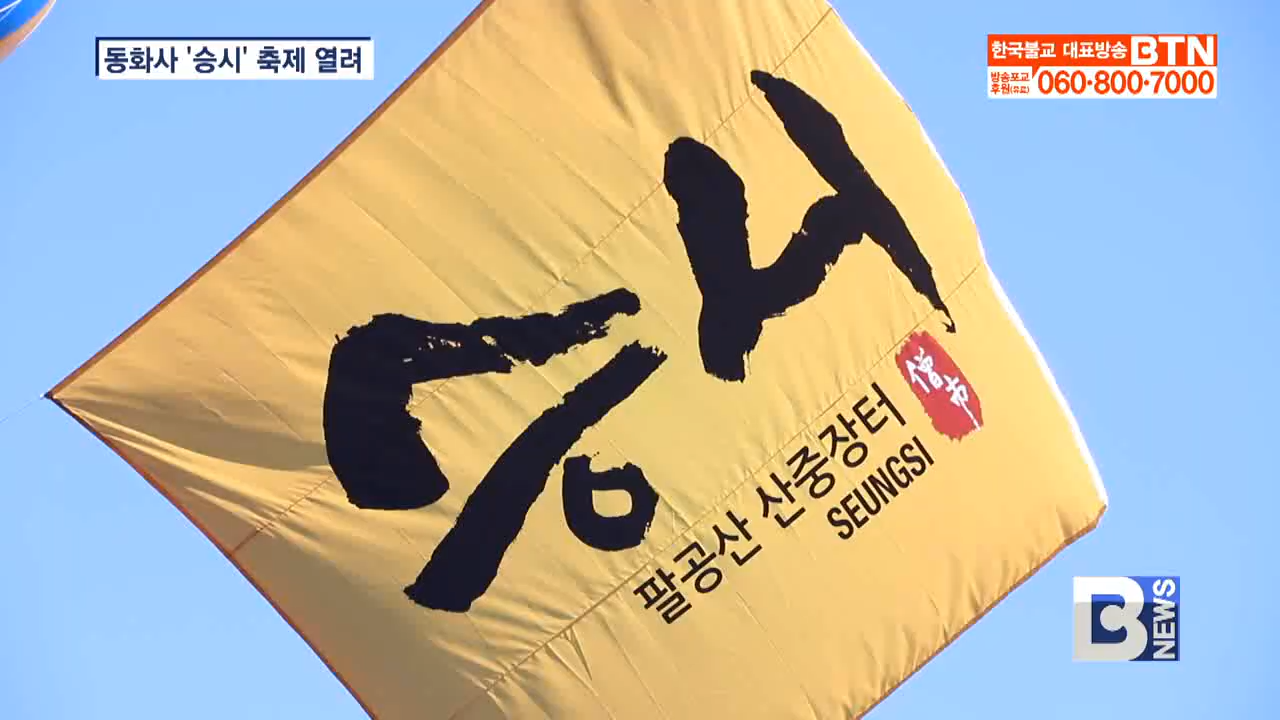 동화사 '승시' 축제 열려
한국불교 대표방송 BTN
방송포교
후원(유료) 060·800·7000
승시
僧市
팔공산 산중장터
SEUNGSI
B NEWS